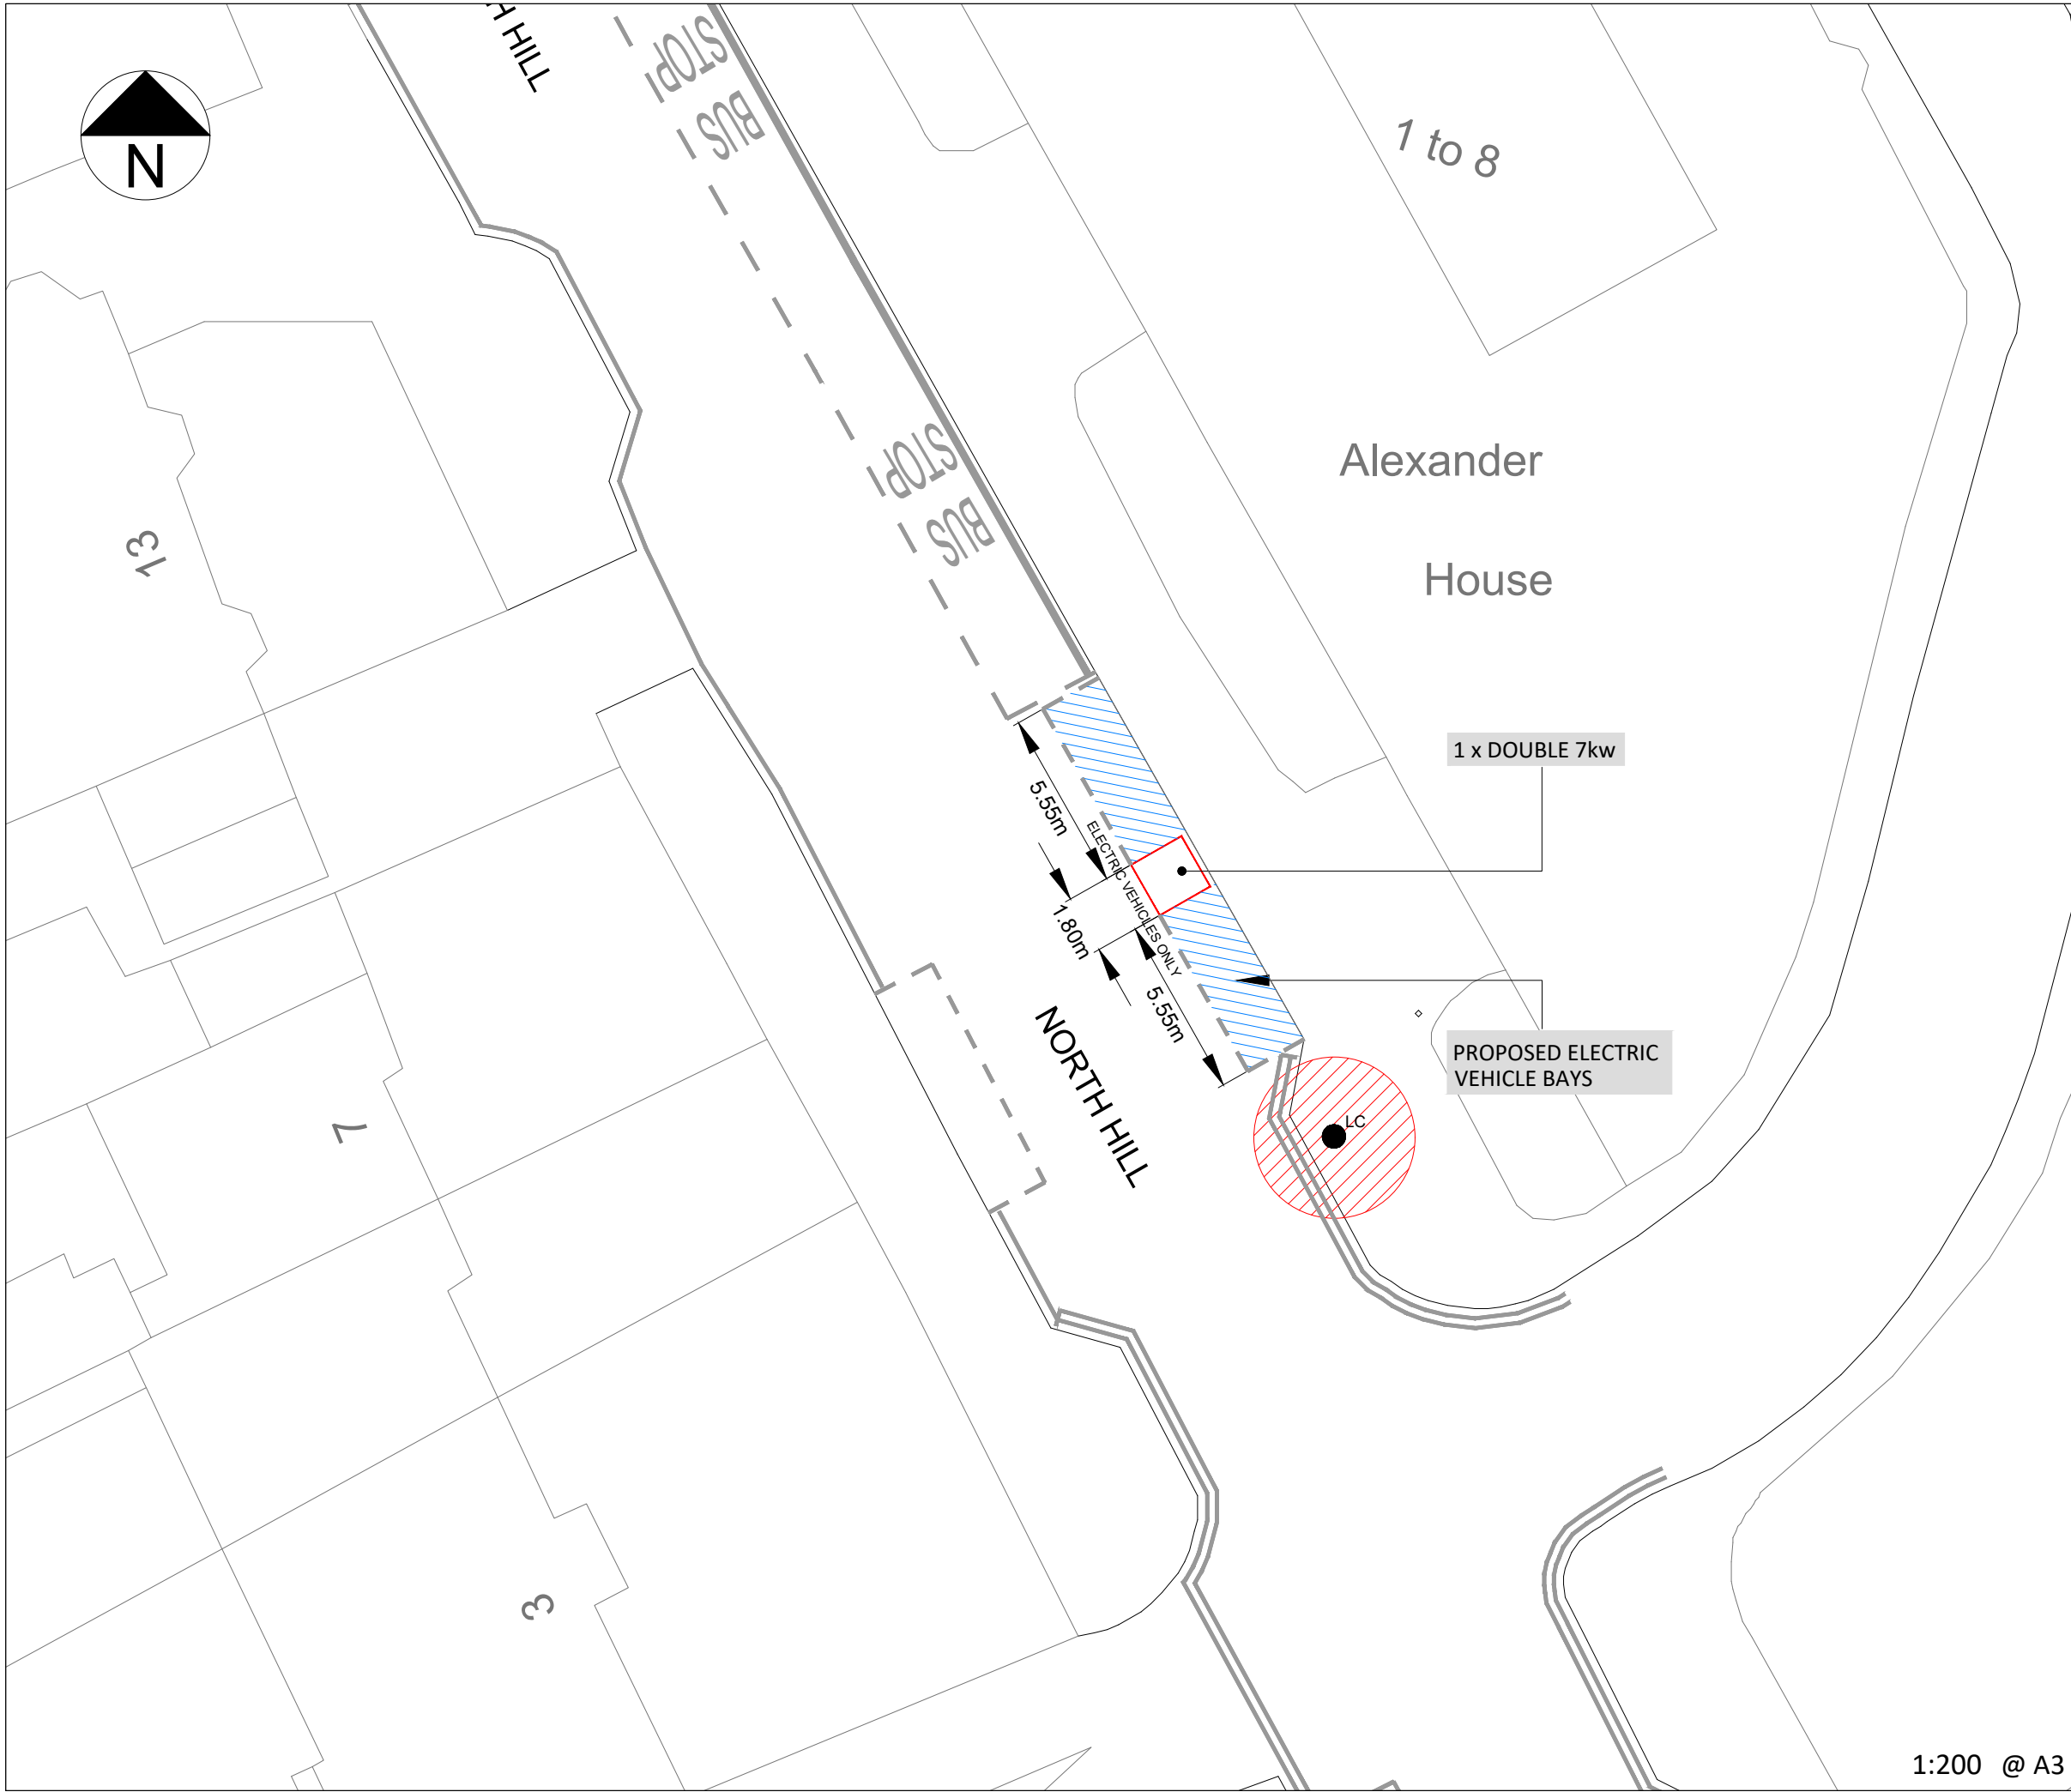 H HILL
STOP
BUS
N
1 to 8
STOP
BUS
Alexander
House
13
1 x DOUBLE 7kw
5.55m
ELECTRIC VEHICLES ONLY
1.80m
5.55m
NORTH HILL
PROPOSED ELECTRIC
VEHICLE BAYS
LC
7
3
1:200 @ A3